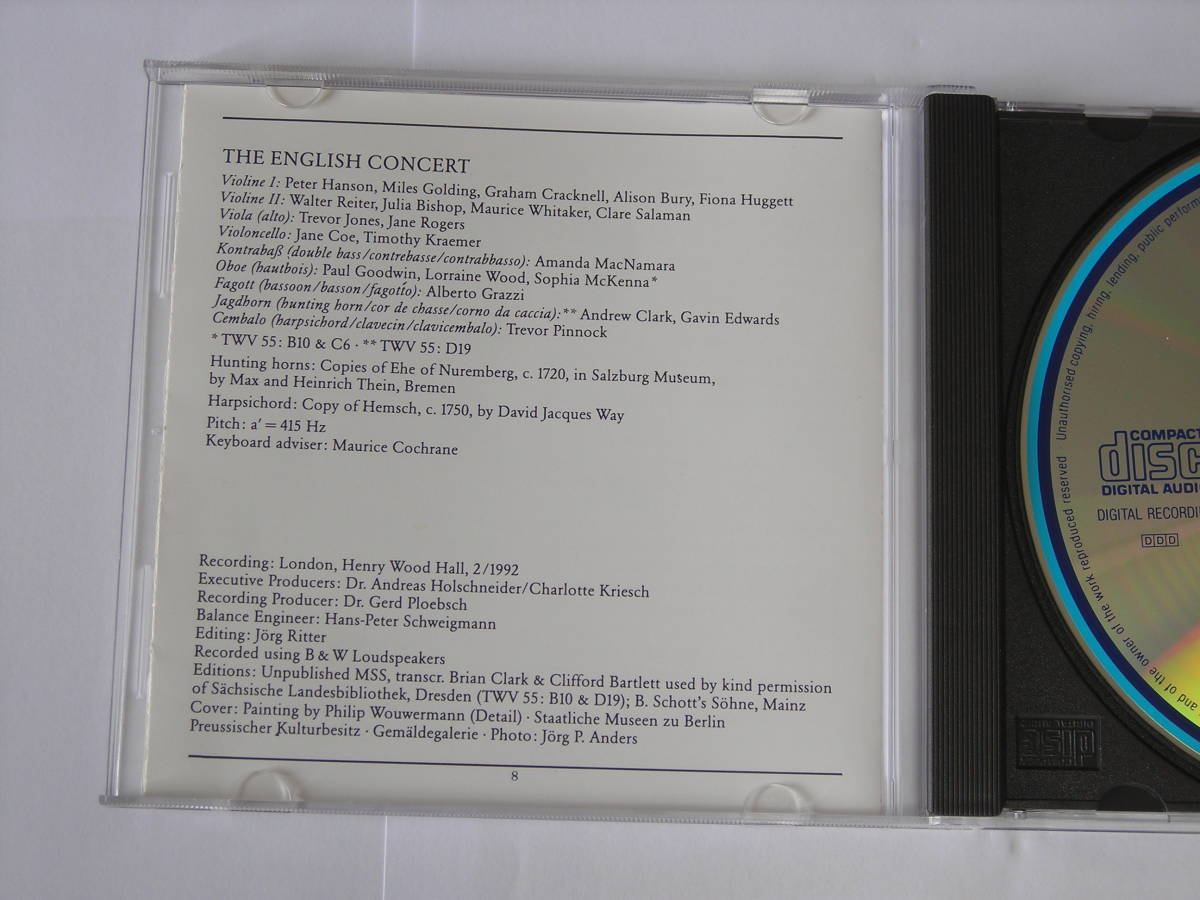 THE ENGLISH CONCERT
Violine I: Peter Hanson, Miles Golding, Graham Cracknell, Alison Bury, Fiona Huggett
Violine II: Walter Reiter, Julia Bishop, Maurice Whitaker, Clare Salaman
Viola (alto): Trevor Jones, Jane Rogers
Violoncello: Jane Coe, Timothy Kraemer
Kontrabaß (double bass/contrebasse/contrabbasso): Amanda MacNamara
Oboe (hautbois): Paul Goodwin, Lorraine Wood, Sophia McKenna*
Fagott (bassoon/basson/fagotto): Alberto Grazzi
Jagdhorn (hunting horn/cor de chasse/corno da caccia):** Andrew Clark, Gavin Edwards
Cembalo (harpsichord/clavecin/clavicembalo): Trevor Pinnock
* TWV 55: B10 & C6 · ** TWV 55: D19
Hunting horns: Copies of Ehe of Nuremberg, c. 1720, in Salzburg Museum,
by Max and Heinrich Thein, Bremen
Harpsichord: Copy of Hemsch, c. 1750, by David Jacques Way
Pitch: a′ = 415 Hz
Keyboard adviser: Maurice Cochrane
Recording: London, Henry Wood Hall, 2/1992
Executive Producers: Dr. Andreas Holschneider/Charlotte Kriesch
Recording Producer: Dr. Gerd Ploebsch
Balance Engineer: Hans-Peter Schweigmann
Editing: Jörg Ritter
Recorded using B & W Loudspeakers
Editions: Unpublished MSS, transcr. Brian Clark & Clifford Bartlett used by kind permission
of Sächsische Landesbibliothek, Dresden (TWV 55: B10 & D19); B. Schott's Söhne, Mainz
Cover: Painting by Philip Wouwermann (Detail) · Staatliche Museen zu Berlin
Preussischer Kulturbesitz · Gemäldegalerie · Photo: Jörg P. Anders
8
COMPACT
disc
DIGITAL AUDIO
DIGITAL RECORDING
DDD
and of the owner of the work reproduced reserved Unauthorised copying, hiring, lending, public perform
disc